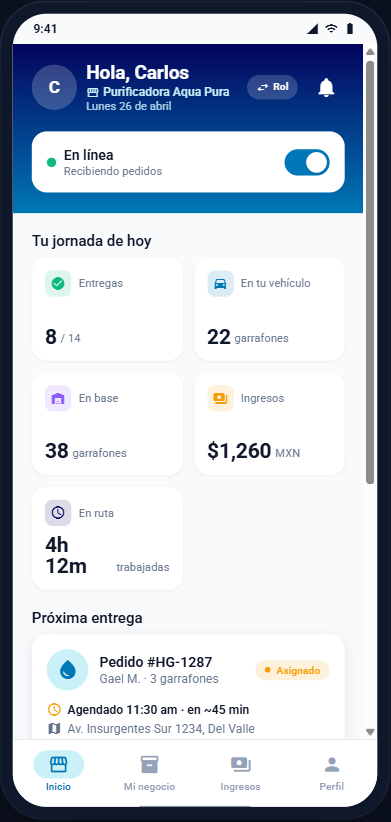 9:41
C
Hola, Carlos
Purificadora Aqua Pura
Lunes 26 de abril
Rol
En línea
Recibiendo pedidos
Tu jornada de hoy
Entregas
8 / 14
En tu vehículo
22 garrafones
En base
38 garrafones
Ingresos
$1,260 MXN
En ruta
4h
12m trabajadas
Próxima entrega
Pedido #HG-1287
Gael M. · 3 garrafones
Asignado
Agendado 11:30 am · en ~45 min
Av. Insurgentes Sur 1234, Del Valle
Inicio
Mi negocio
Ingresos
Perfil